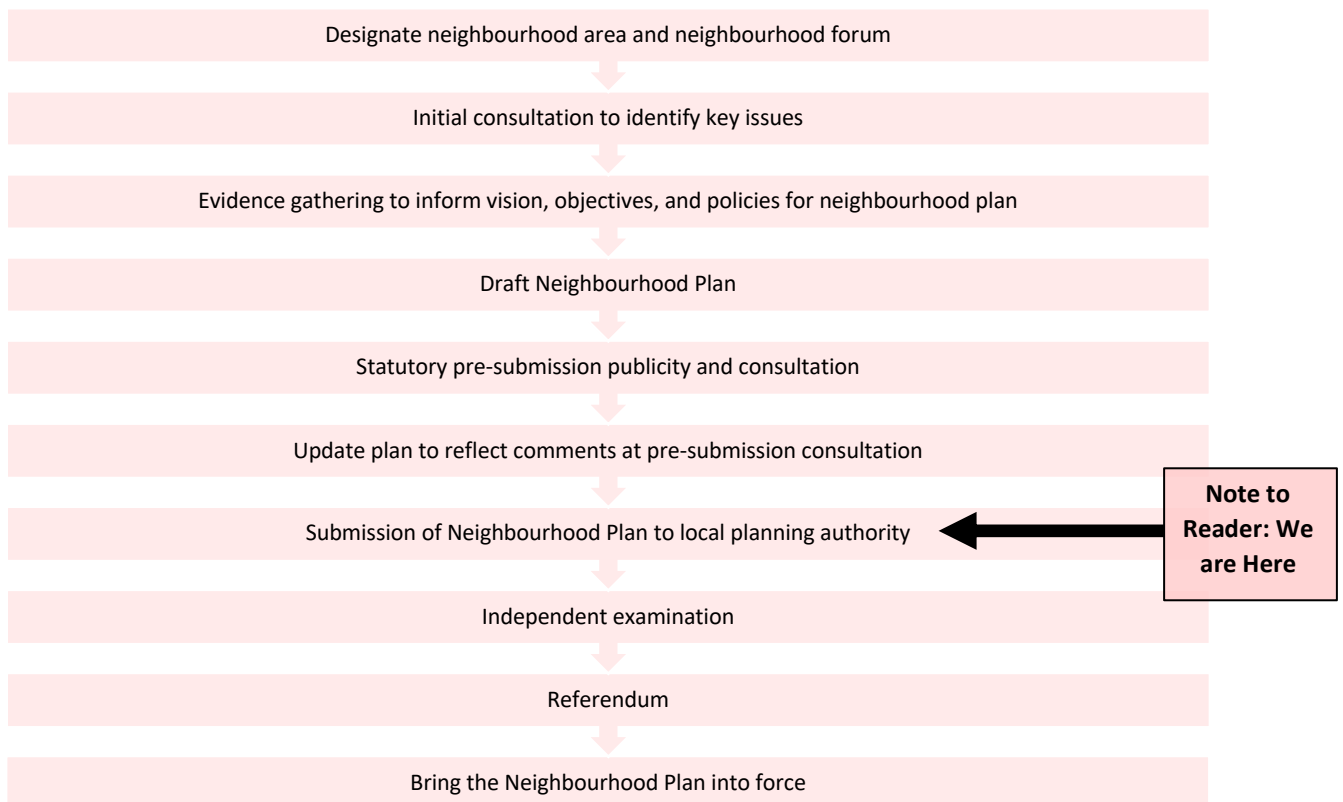 Designate neighbourhood area and neighbourhood forum
Initial consultation to identify key issues
Evidence gathering to inform vision, objectives, and policies for neighbourhood plan
Draft Neighbourhood Plan
Statutory pre-submission publicity and consultation
Update plan to reflect comments at pre-submission consultation
Submission of Neighbourhood Plan to local planning authority
Note to
Reader: We
are Here
Independent examination
Referendum
Bring the Neighbourhood Plan into force